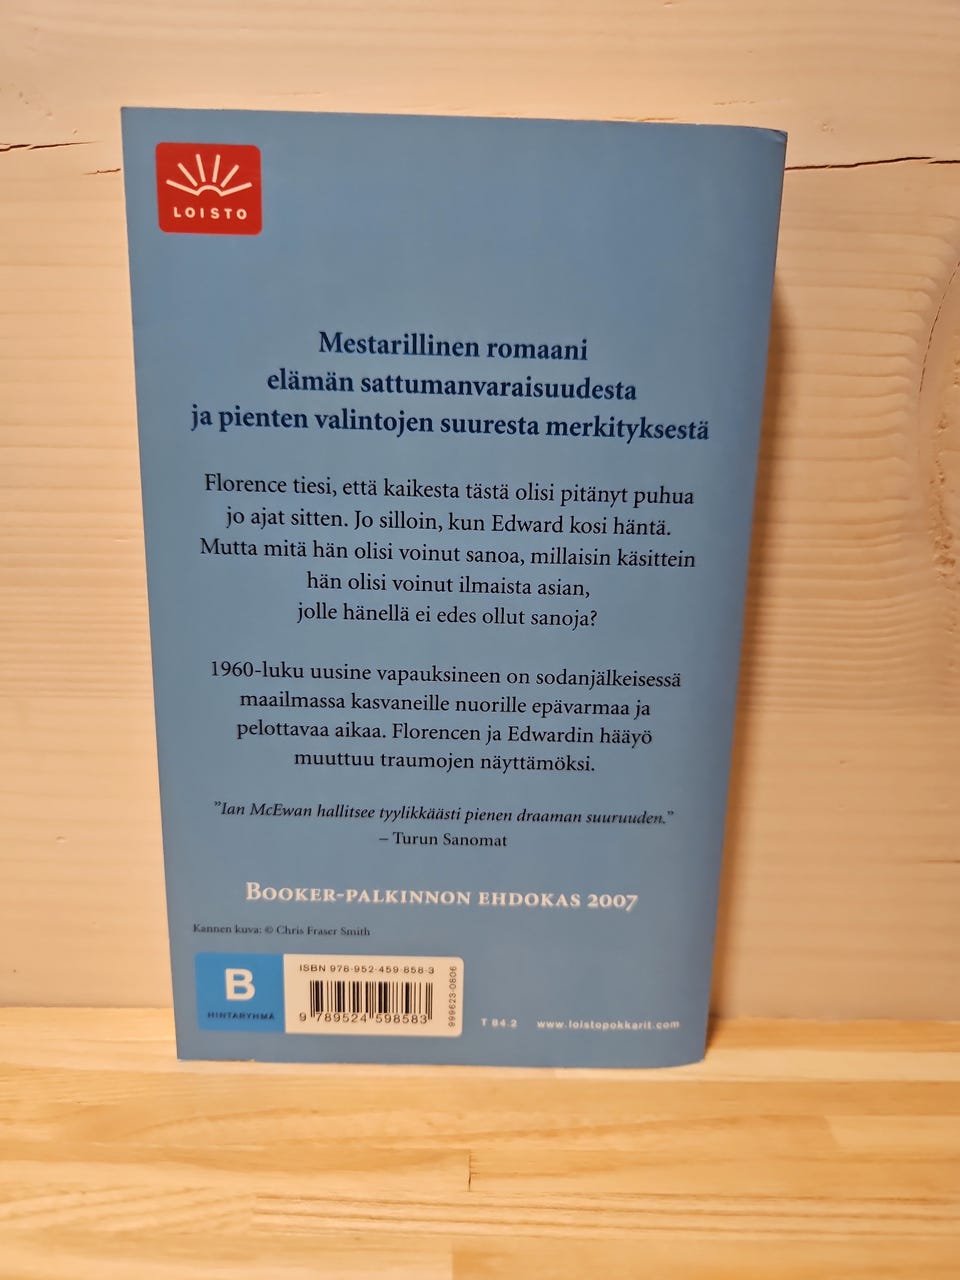 LOISTO
Mestarillinen romaani
elämän sattumanvaraisuudesta
ja pienten valintojen suuresta merkityksestä
Florence tiesi, että kaikesta tästä olisi pitänyt puhua
jo ajat sitten. Jo silloin, kun Edward kosi häntä.
Mutta mitä hän olisi voinut sanoa, millaisin käsittein
hän olisi voinut ilmaista asian,
jolle hänellä ei edes ollut sanoja?
1960-luku uusine vapauksineen on sodanjälkeisessä
maailmassa kasvaneille nuorille epävarmaa ja
pelottavaa aikaa. Florencen ja Edwardin hääyö
muuttuu traumojen näyttämöksi.
”Ian McEwan hallitsee tyylikkäästi pienen draaman suuruuden.”
– Turun Sanomat
BOOKER-PALKINNON EHDOKAS 2007
Kannen kuva: © Chris Fraser Smith
B
HINTARYHMÄ
ISBN 978-952-459-858-3
9 789524 598583
999623-0806
T 84.2 www.loistopokkarit.com